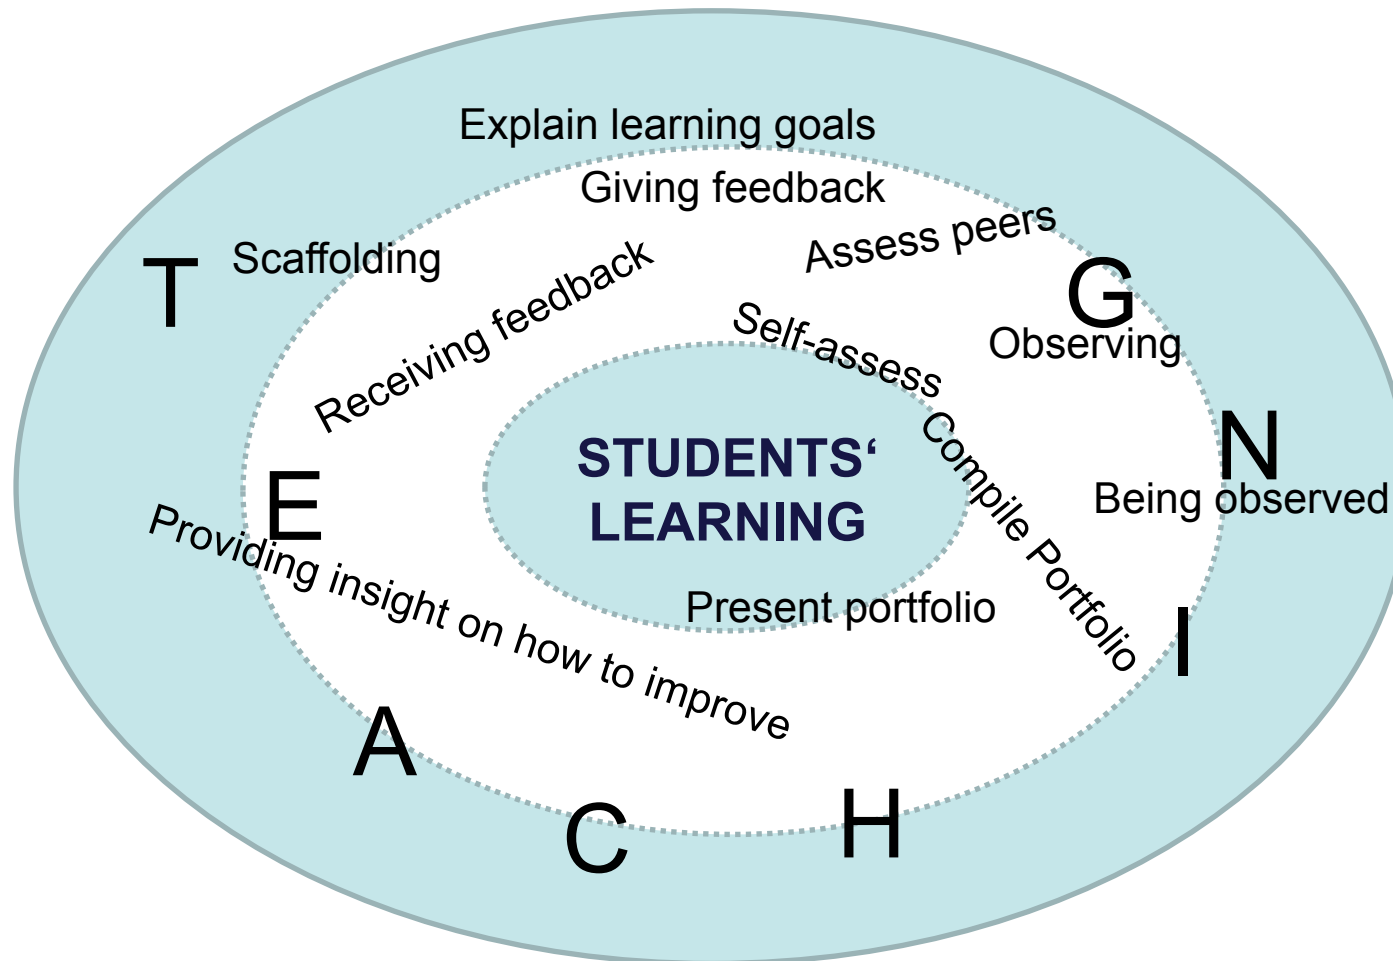 Explain learning goals
Giving feedback
Assess peers
Scaffolding
Receiving feedback
Self-assess
Observing
STUDENTS‘
LEARNING
Compile Portfolio
Being observed
Providing insight on how to improve
Present portfolio
T
E
A
C
H
I
N
G